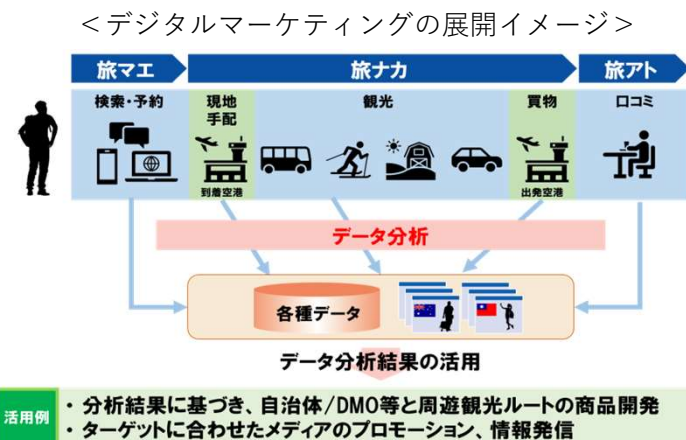 ＜デジタルマーケティングの展開イメージ＞
旅マエ
旅ナカ
旅アト
検索・予約
現地
手配
観光
買物
口コミ
到着空港
出発空港
データ分析
各種データ
データ分析結果の活用
活用例
・ 分析結果に基づき、自治体/DMO等と周遊観光ルートの商品開発
・ ターゲットに合わせたメディアのプロモーション、情報発信